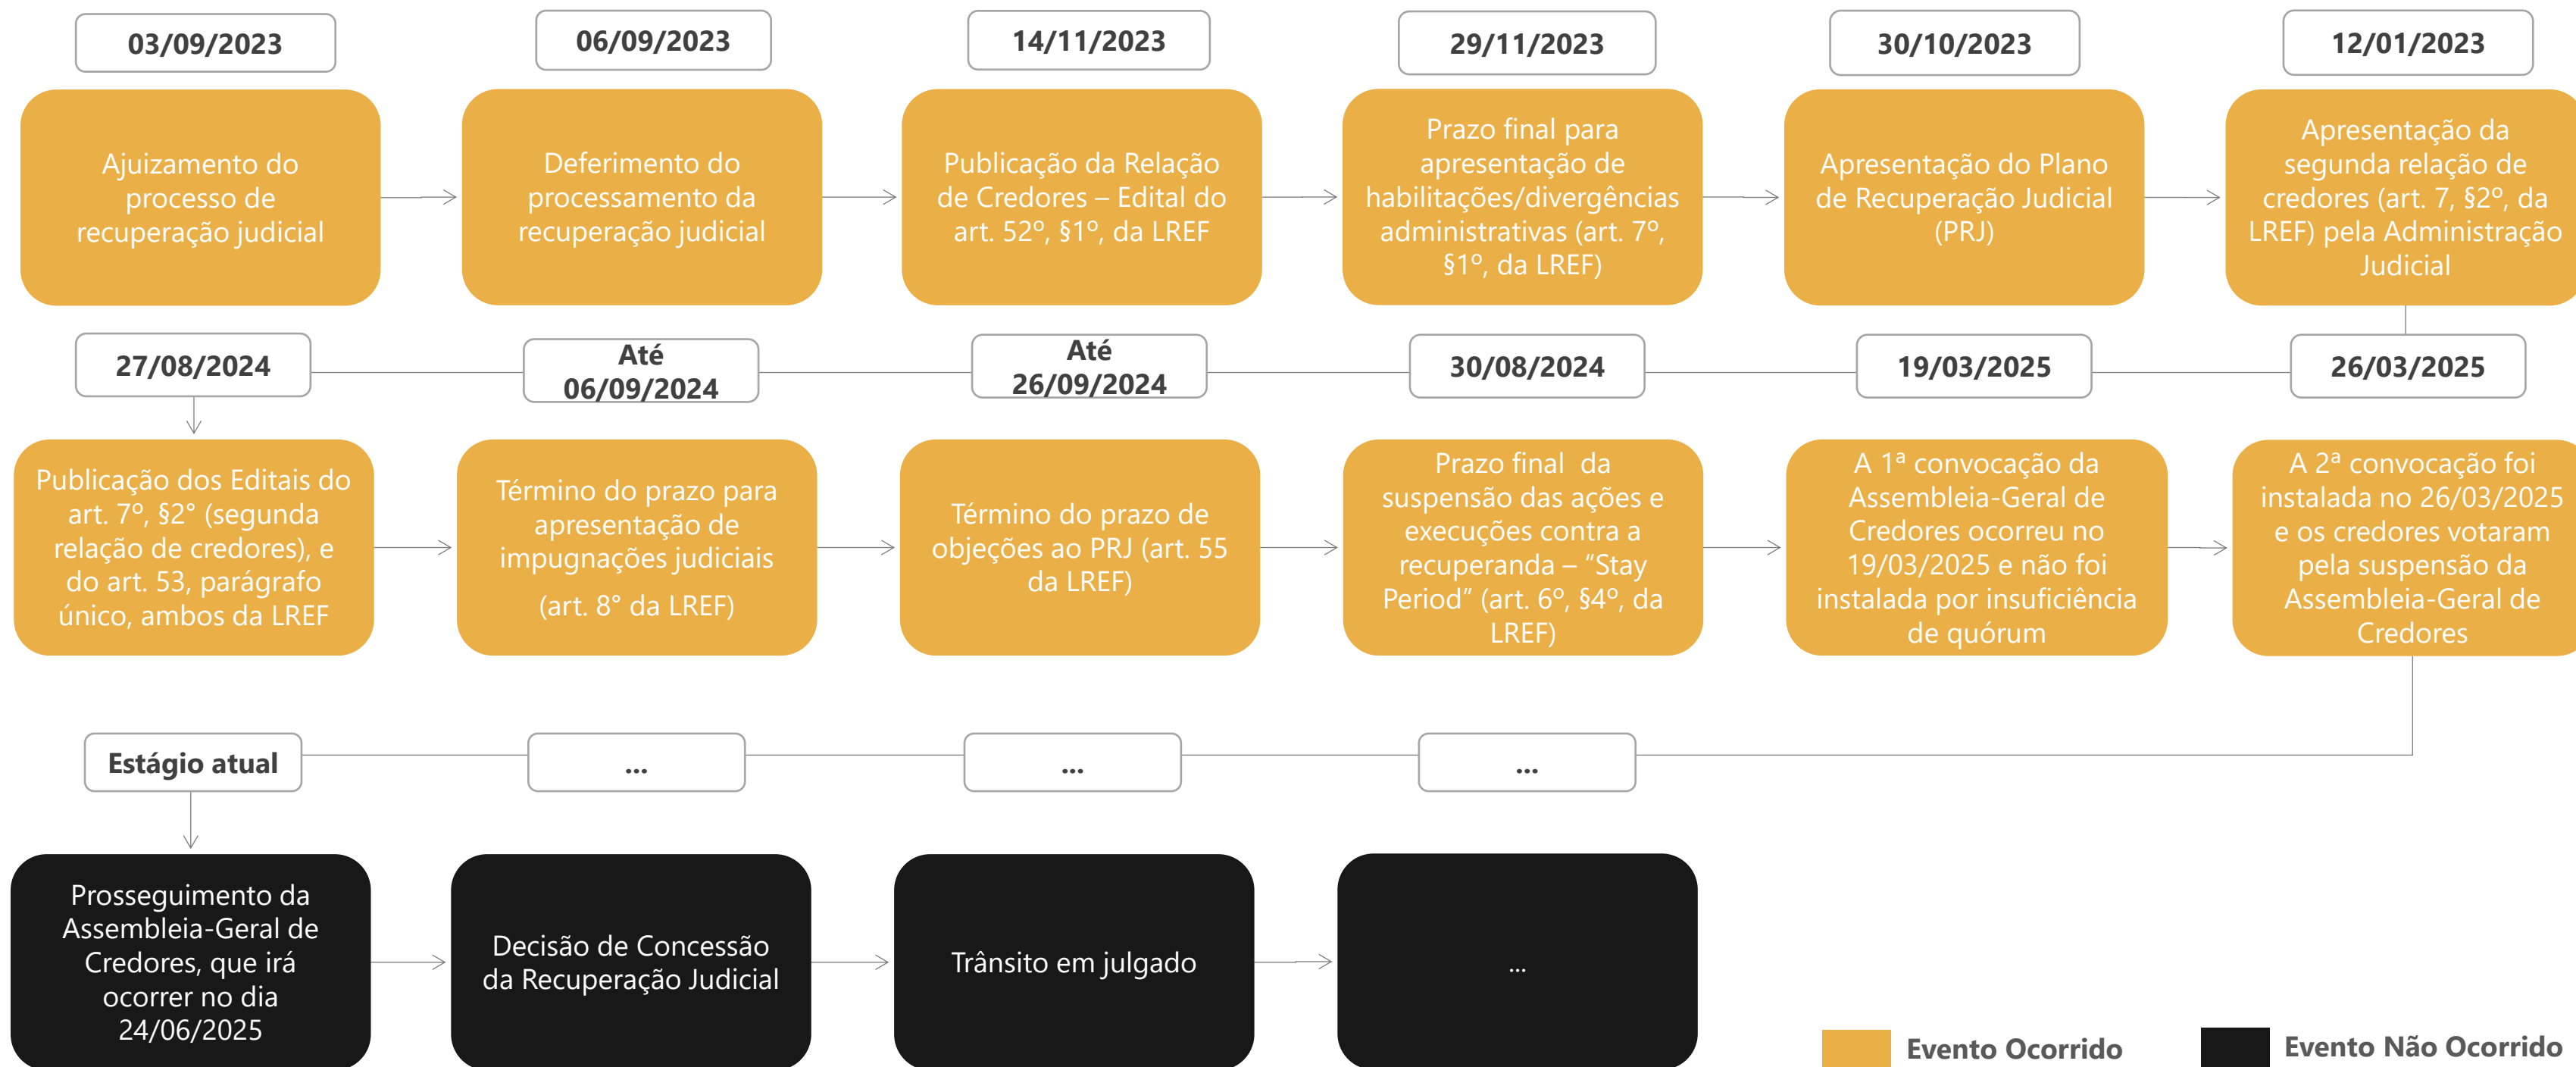 03/09/2023
06/09/2023
14/11/2023
29/11/2023
30/10/2023
12/01/2023
Ajuizamento do
processo de
recuperação judicial
Deferimento do
processamento da
recuperação judicial
Publicação da Relação
de Credores – Edital do
art. 52º, §1º, da LREF
Prazo final para
apresentação de
habilitações/divergências
administrativas (art. 7º,
§1º, da LREF)
Apresentação do Plano
de Recuperação Judicial
(PRJ)
Apresentação da
segunda relação de
credores (art. 7, §2º, da
LREF) pela Administração
Judicial
27/08/2024
Até
06/09/2024
Até
26/09/2024
30/08/2024
19/03/2025
26/03/2025
Publicação dos Editais do
art. 7º, §2° (segunda
relação de credores), e
do art. 53, parágrafo
único, ambos da LREF
Término do prazo para
apresentação de
impugnações judiciais
(art. 8° da LREF)
Término do prazo de
objeções ao PRJ (art. 55
da LREF)
Prazo final da
suspensão das ações e
execuções contra a
recuperanda – “Stay
Period” (art. 6º, §4º, da
LREF)
A 1ª convocação da
Assembleia-Geral de
Credores ocorreu no
19/03/2025 e não foi
instalada por insuficiência
de quórum
A 2ª convocação foi
instalada no 26/03/2025
e os credores votaram
pela suspensão da
Assembleia-Geral de
Credores
Estágio atual
...
...
...
Prosseguimento da
Assembleia-Geral de
Credores, que irá
ocorrer no dia
24/06/2025
Decisão de Concessão
da Recuperação Judicial
Trânsito em julgado
...
Evento Ocorrido
Evento Não Ocorrido